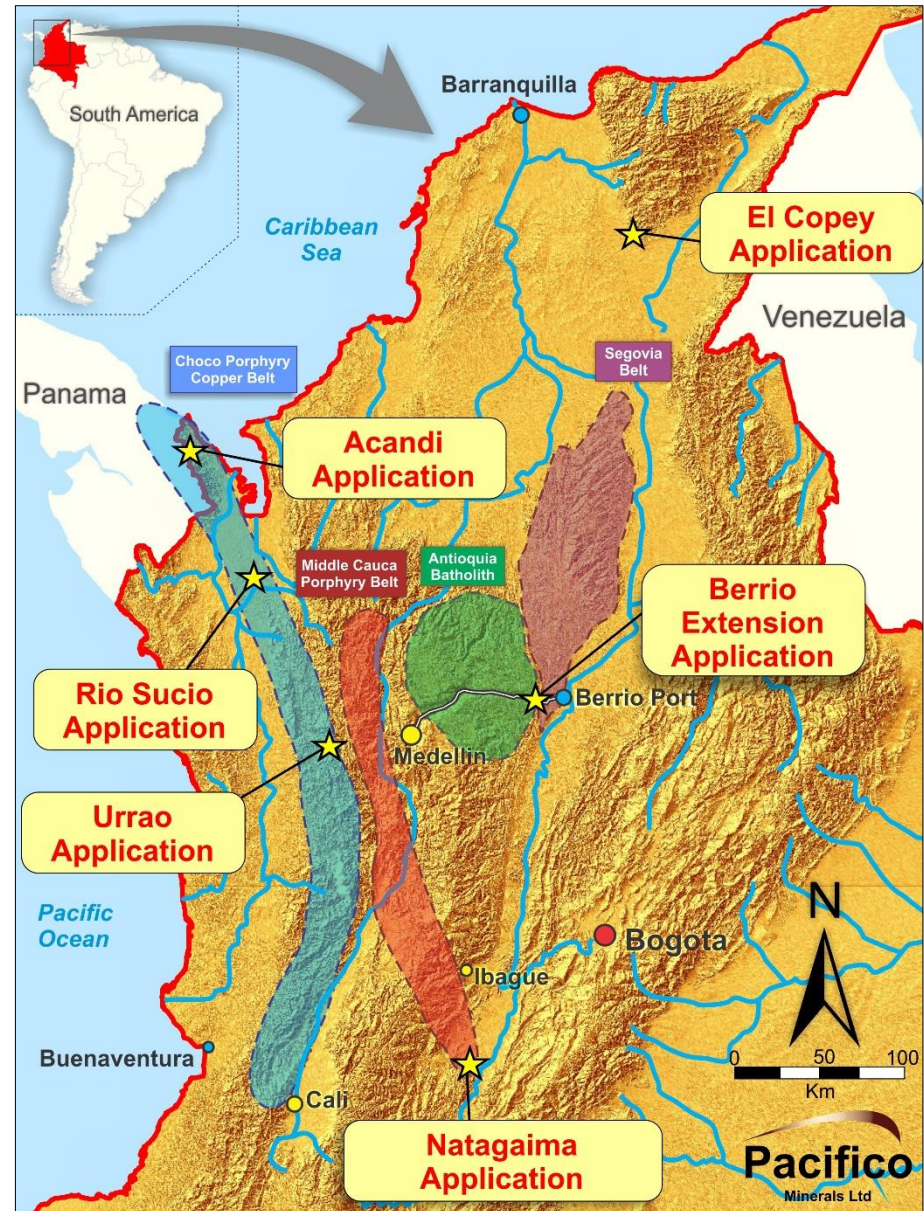 South America
Barranquilla
Caribbean
Sea
El Copey
Application
Venezuela
Choco Porphyry
Copper Belt
Segovia
Belt
Panama
Acandi
Application
Middle Cauca
Porphyry Belt
Antioquia
Batholith
Berrio
Extension
Application
Rio Sucio
Application
Berrio Port
Medellin
Urrao
Application
Pacific
Ocean
N
Bogota
Ibague
Buenaventura
0 50 100
Km
Cali
Natagaima
Application
Pacifico
Minerals Ltd